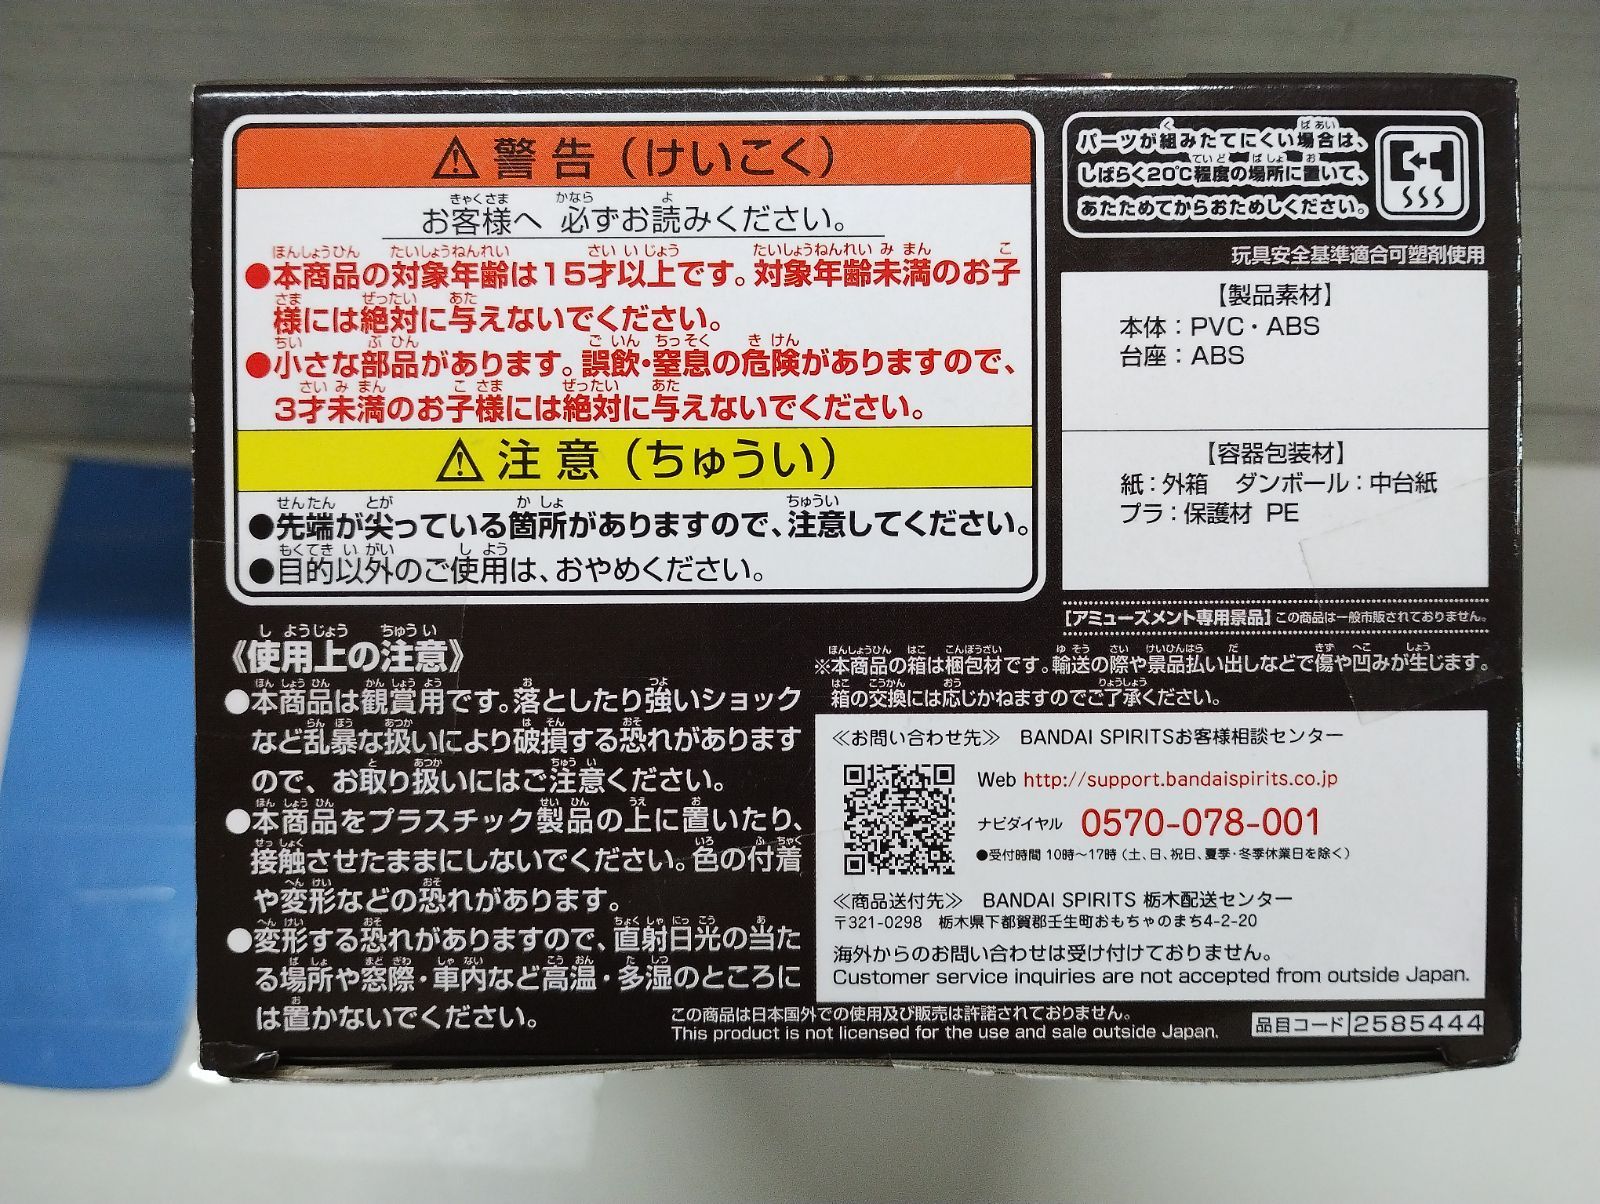 ⚠警告（けいこく）
お客様へ 必ずお読みください。
●本商品の対象年齢は15才以上です。対象年齢未満のお子
様には絶対に与えないでください。
●小さな部品があります。誤飲・窒息の危険がありますので、
3才未満のお子様には絶対に与えないでください。
⚠注意（ちゅうい）
●先端が尖っている箇所がありますので、注意してください。
●目的以外のご使用は、おやめください。
《使用上の注意》
●本商品は観賞用です。落としたり強いショック
など乱暴な扱いにより破損する恐れがあります
ので、お取り扱いにはご注意ください。
●本商品をプラスチック製品の上に置いたり、
接触させたままにしないでください。色の付着
や変形などの恐れがあります。
●変形する恐れがありますので、直射日光の当た
る場所や窓際・車内など高温・多湿のところに
は置かないでください。
パーツが組みたてにくい場合は、
しばらく20℃程度の場所に置いて、
あたためてからおためしください。
玩具安全基準適合可塑剤使用
【製品素材】
本体：PVC・ABS
台座：ABS
【容器包装材】
紙：外箱 ダンボール：中台紙
プラ：保護材 PE
【アミューズメント専用景品】この商品は一般市販されておりません。
※本商品の箱は梱包材です。輸送の際や景品払い出しなどで傷や凹みが生じます。
箱の交換には応じかねますのでご了承ください。
≪お問い合わせ先≫ BANDAI SPIRITSお客様相談センター
Web http://support.bandaispirits.co.jp
ナビダイヤル 0570-078-001
●受付時間 10時～17時（土、日、祝日、夏季・冬季休業日を除く）
≪商品送付先≫ BANDAI SPIRITS 栃木配送センター
〒321-0298 栃木県下都賀郡壬生町おもちゃのまち4-2-20
海外からのお問い合わせは受け付けておりません。
Customer service inquiries are not accepted from outside Japan.
この商品は日本国外での使用及び販売は許諾されておりません。
This product is not licensed for the use and sale outside Japan.
品目コード 2585444